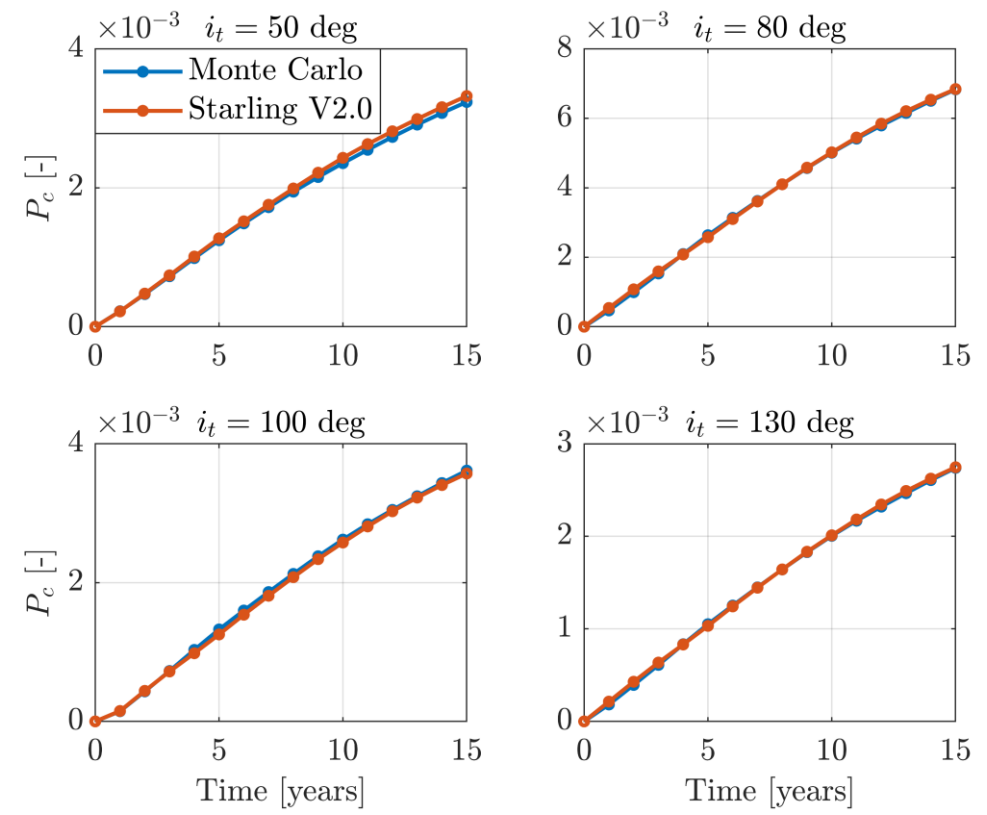 ×10⁻³ i_t = 50 deg
4
2
0
P_c [-]
Monte Carlo
Starling V2.0
0 5 10 15
×10⁻³ i_t = 80 deg
8
6
4
2
0
0 5 10 15
×10⁻³ i_t = 100 deg
4
2
0
P_c [-]
0 5 10 15
Time [years]
×10⁻³ i_t = 130 deg
3
2
1
0
0 5 10 15
Time [years]